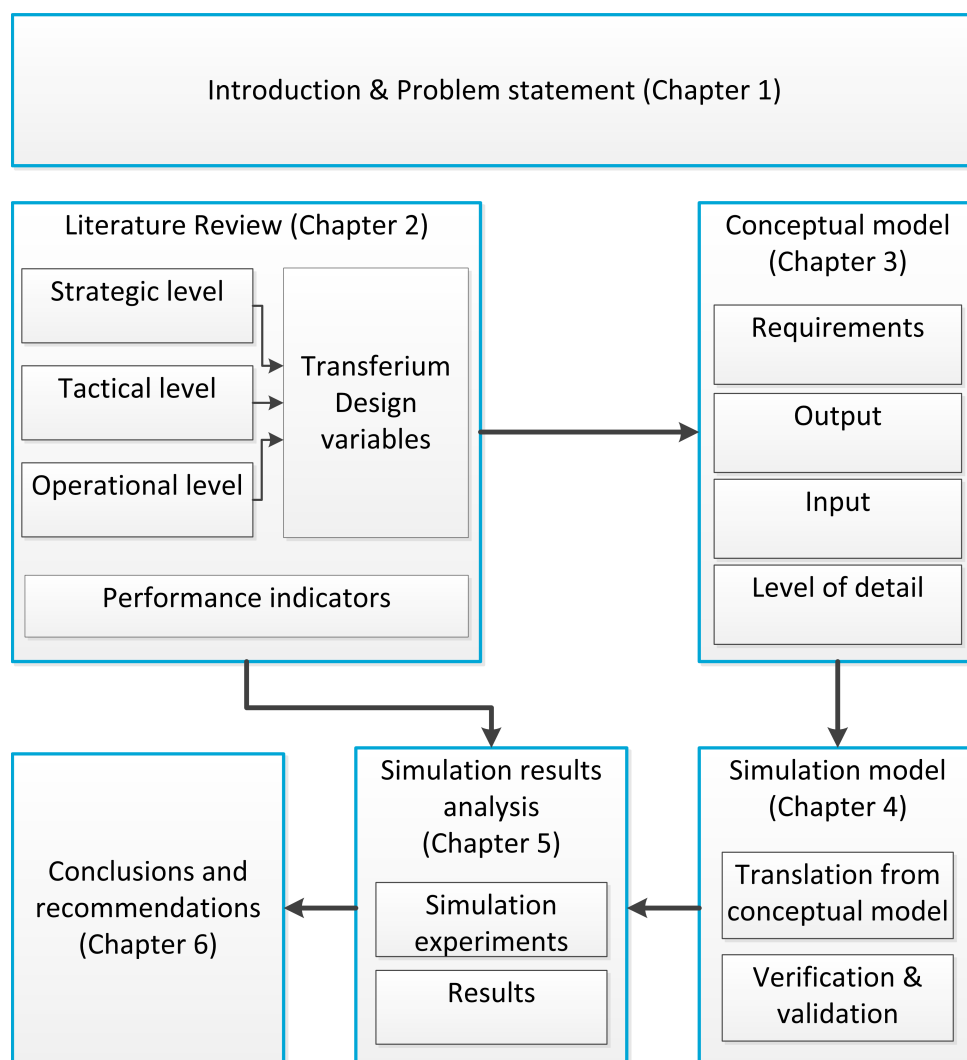 Introduction & Problem statement (Chapter 1)
Literature Review (Chapter 2)
Strategic level
Tactical level
Operational level
Transferium
Design
variables
Performance indicators
Conceptual model
(Chapter 3)
Requirements
Output
Input
Level of detail
Conclusions and
recommendations
(Chapter 6)
Simulation results
analysis
(Chapter 5)
Simulation
experiments
Results
Simulation model
(Chapter 4)
Translation from
conceptual model
Verification &
validation